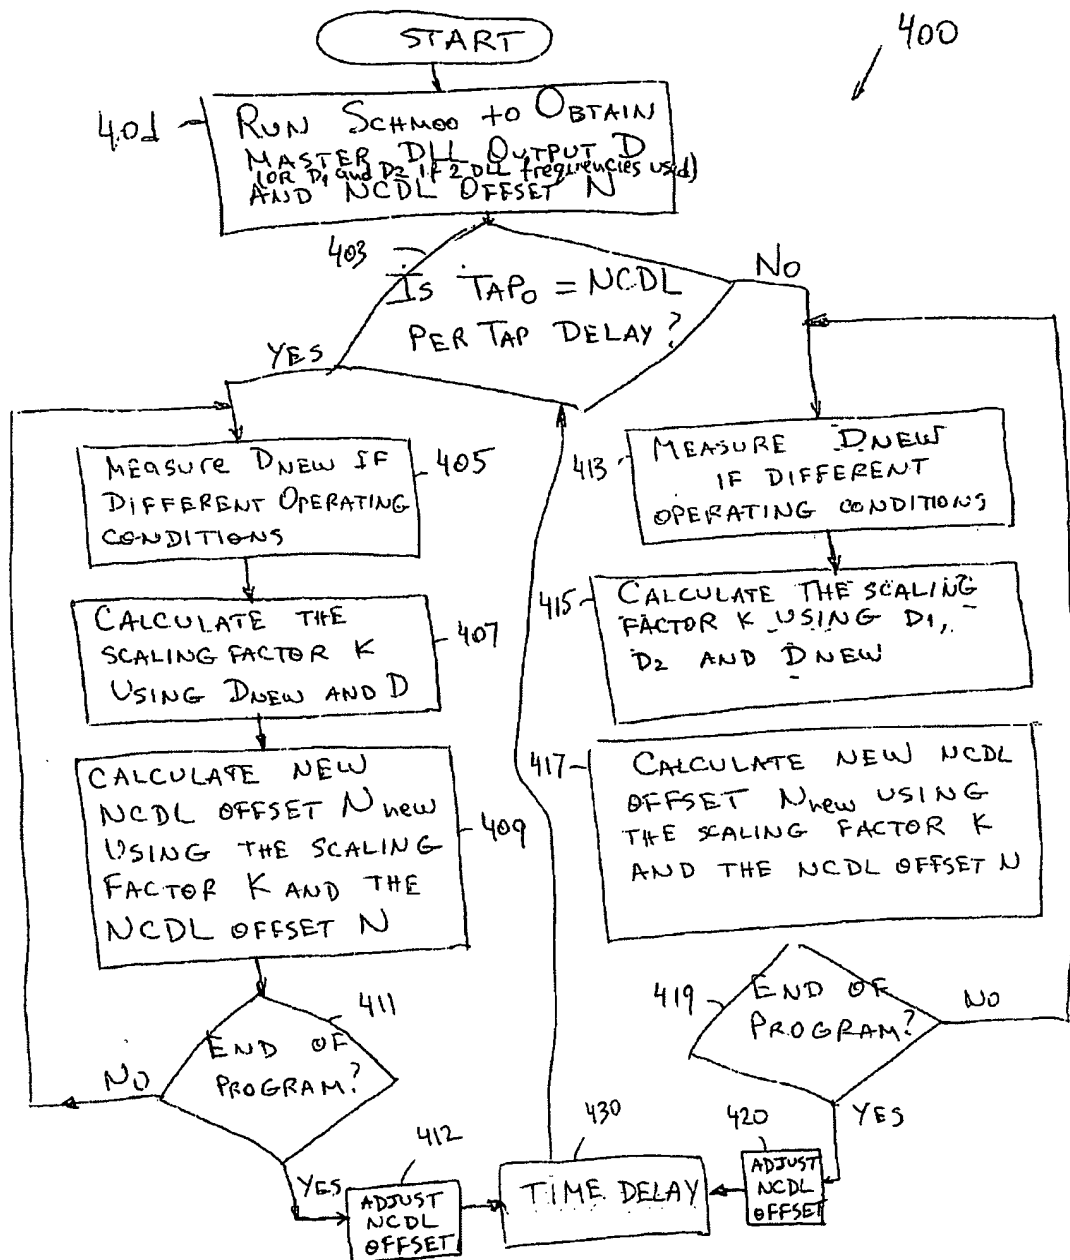 START
400
401
RUN SCHMOO to OBTAIN
MASTER DLL OUTPUT D
(OR D1 and D2 if 2 DLL frequencies used)
AND NCDL OFFSET N
403
Is TAP0 = NCDL
PER TAP DELAY?
YES
NO
MEASURE DNEW IF
DIFFERENT OPERATING
CONDITIONS
405
CALCULATE THE
SCALING FACTOR K
USING DNEW AND D
407
CALCULATE NEW
NCDL OFFSET Nnew
USING THE SCALING
FACTOR K AND THE
NCDL OFFSET N
409
END OF
PROGRAM?
411
NO
YES
412
ADJUST
NCDL
OFFSET
413
MEASURE DNEW
IF DIFFERENT
OPERATING CONDITIONS
415
CALCULATE THE SCALING
FACTOR K USING D1,
D2 AND DNEW
417
CALCULATE NEW NCDL
OFFSET Nnew USING
THE SCALING FACTOR K
AND THE NCDL OFFSET N
419
END OF
PROGRAM?
NO
YES
420
ADJUST
NCDL
OFFSET
430
TIME DELAY